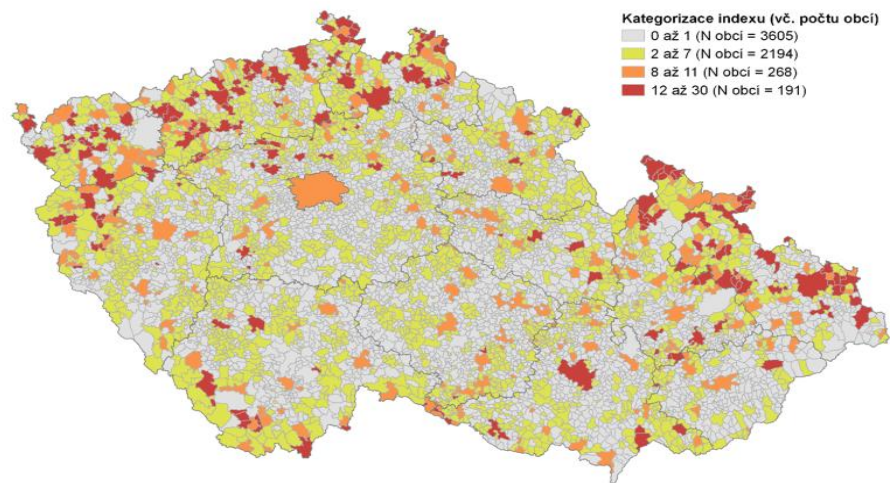 Kategorizace indexu (vč. počtu obcí)
0 až 1 (N obcí = 3605)
2 až 7 (N obcí = 2194)
8 až 11 (N obcí = 268)
12 až 30 (N obcí = 191)